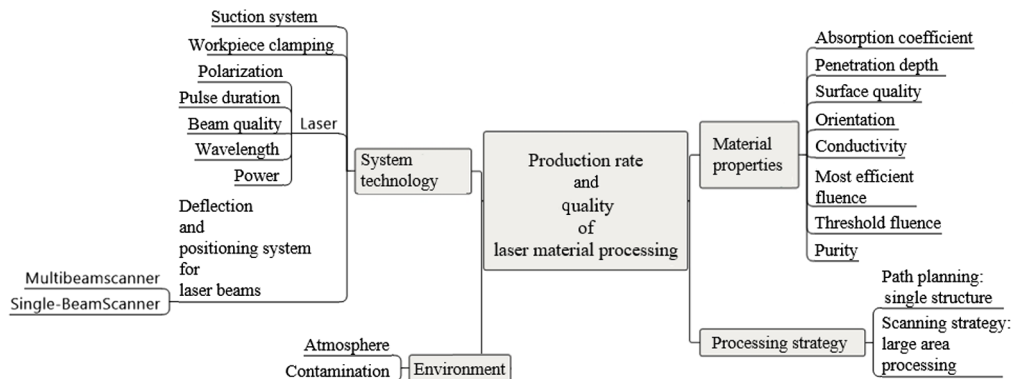 Suction system
Workpiece clamping
Polarization
Pulse duration
Beam quality
Wavelength
Power
Laser
Deflection
and
positioning system
for
laser beams
Multibeamscanner
Single-BeamScanner
System
technology
Atmosphere
Contamination
Environment
Production rate
and
quality
of
laser material processing
Material
properties
Absorption coefficient
Penetration depth
Surface quality
Orientation
Conductivity
Most efficient
fluence
Threshold fluence
Purity
Processing strategy
Path planning:
single structure
Scanning strategy:
large area
processing